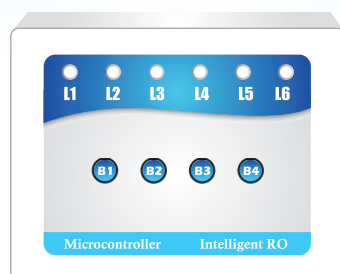 L1 L2 L3 L4 L5 L6
B1 B2 B3 B4
Microcontroller Intelligent RO